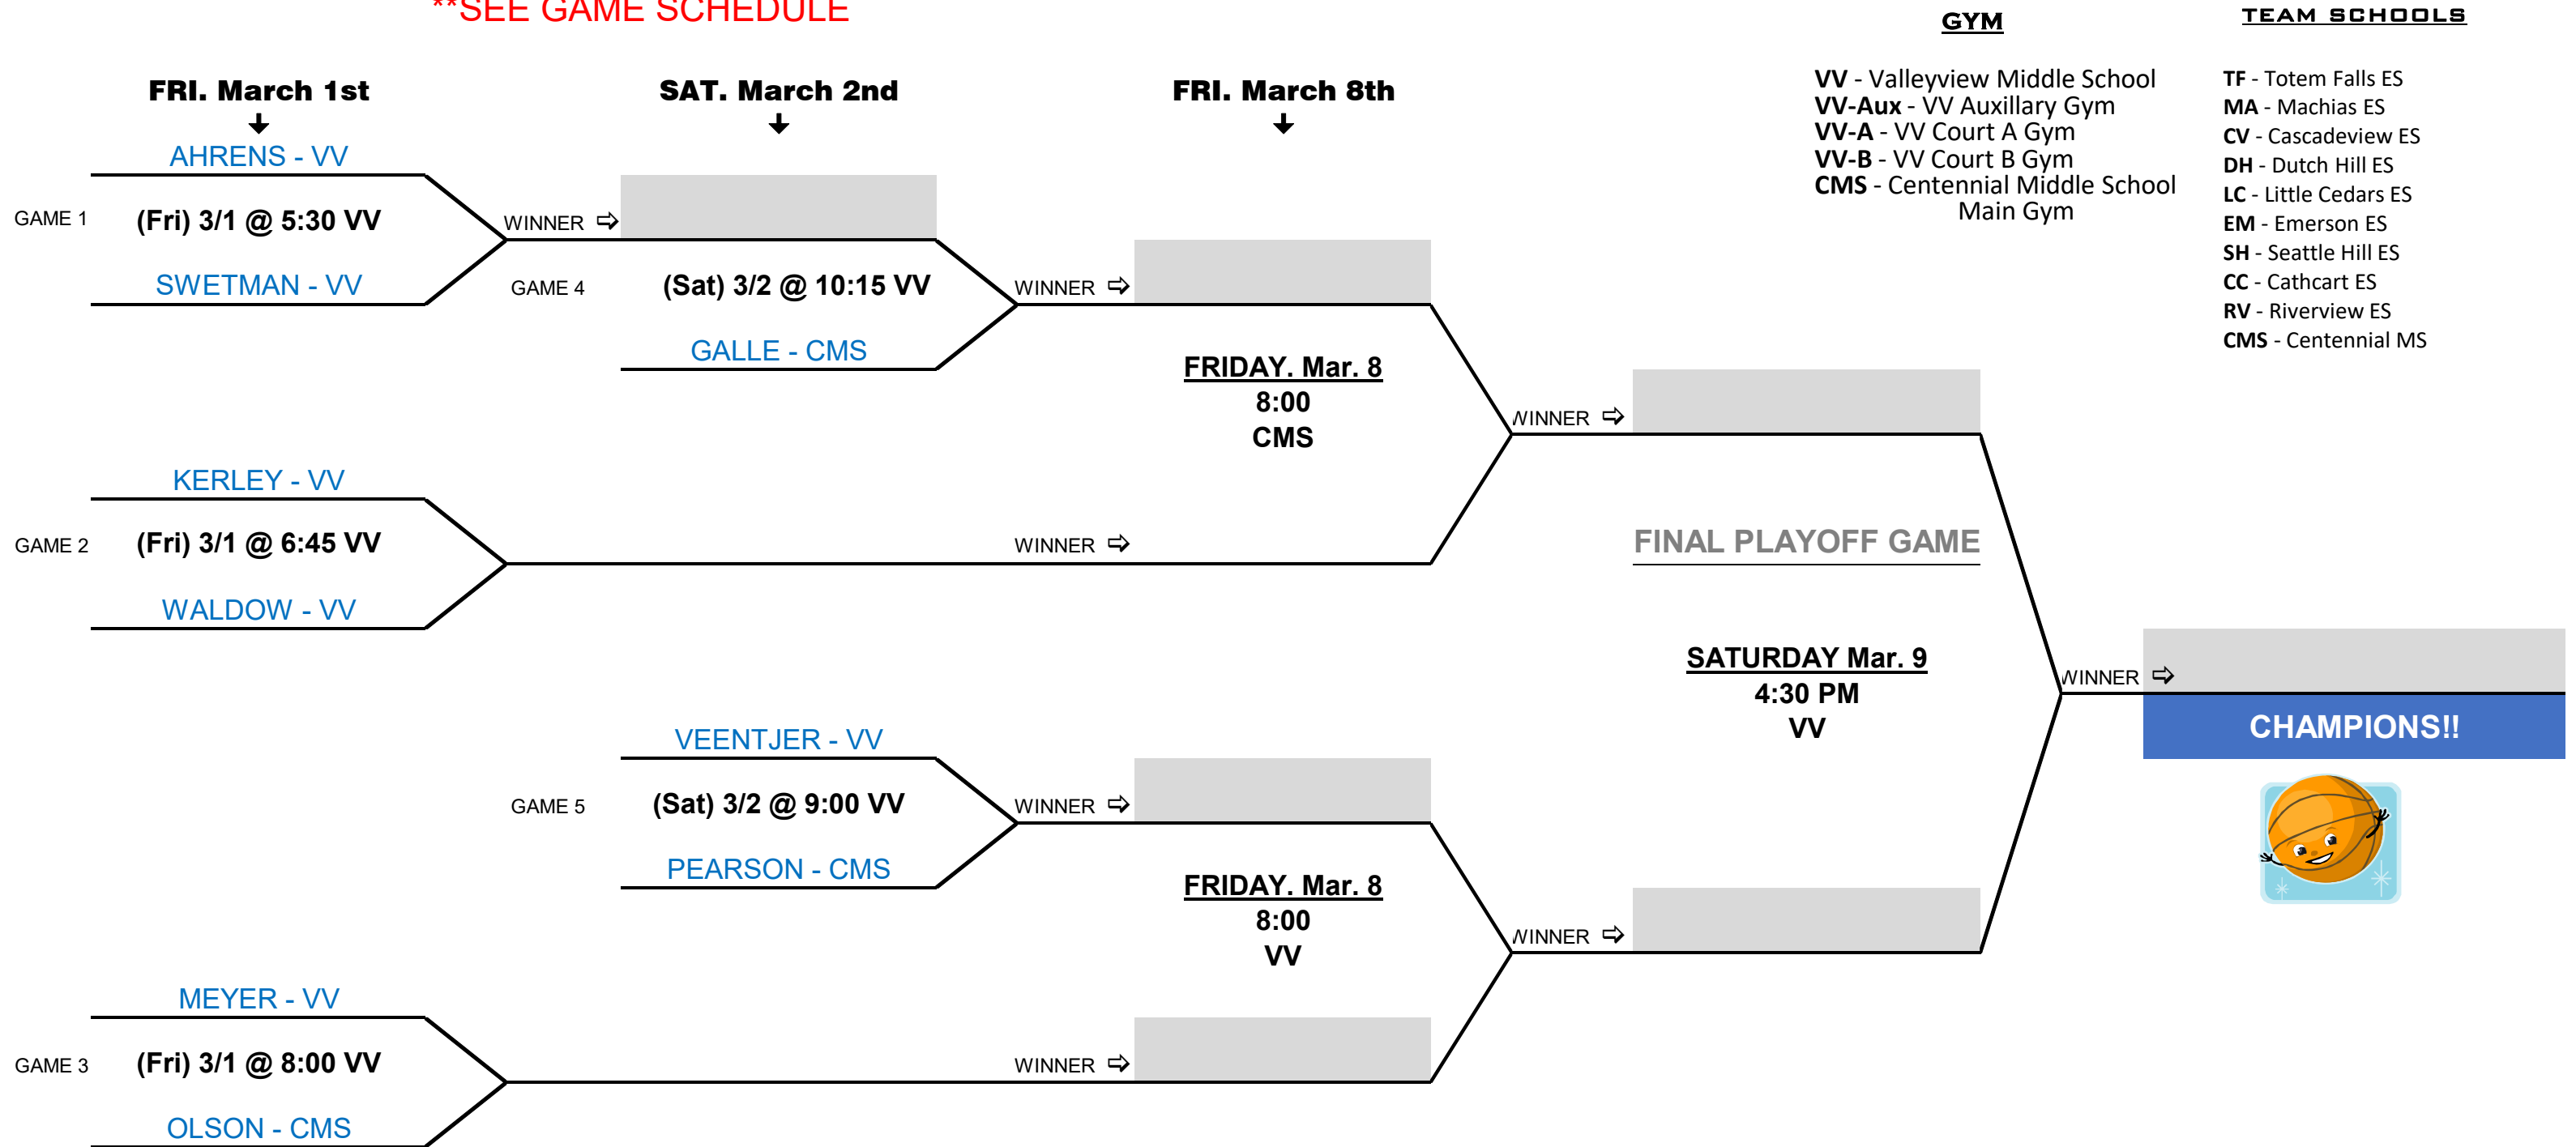 **SEE GAME SCHEDULE
GYM
TEAM SCHOOLS
VV - Valleyview Middle School
VV-Aux - VV Auxillary Gym
VV-A - VV Court A Gym
VV-B - VV Court B Gym
CMS - Centennial Middle School
Main Gym
TF - Totem Falls ES
MA - Machias ES
CV - Cascadeview ES
DH - Dutch Hill ES
LC - Little Cedars ES
EM - Emerson ES
SH - Seattle Hill ES
CC - Cathcart ES
RV - Riverview ES
CMS - Centennial MS
FRI. March 1st
SAT. March 2nd
FRI. March 8th
AHRENS - VV
GAME 1
(Fri) 3/1 @ 5:30 VV
WINNER
SWETMAN - VV
GAME 4
(Sat) 3/2 @ 10:15 VV
WINNER
GALLE - CMS
FRIDAY. Mar. 8
8:00
CMS
WINNER
KERLEY - VV
GAME 2
(Fri) 3/1 @ 6:45 VV
WINNER
FINAL PLAYOFF GAME
WALDOW - VV
SATURDAY Mar. 9
4:30 PM
VV
WINNER
CHAMPIONS!!
VEENTJER - VV
GAME 5
(Sat) 3/2 @ 9:00 VV
WINNER
PEARSON - CMS
FRIDAY. Mar. 8
8:00
VV
WINNER
MEYER - VV
GAME 3
(Fri) 3/1 @ 8:00 VV
WINNER
OLSON - CMS